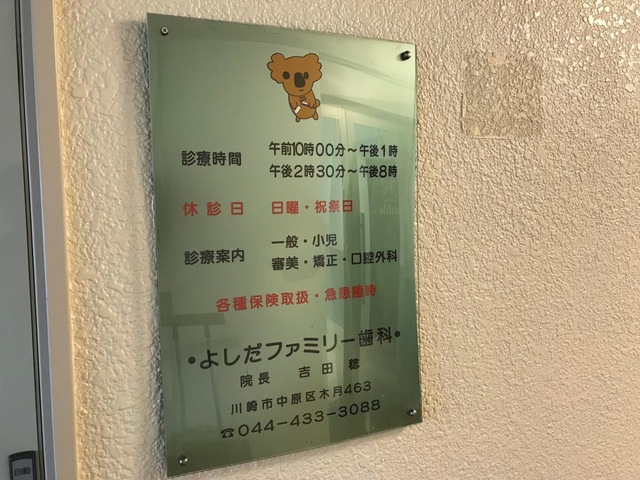 診療時間 午前10時00分～午後1時
午後2時30分～午後8時
休診日 日曜・祝祭日
診療案内 一般・小児
審美・矯正・口腔外科
各種保険取扱・急患随時
・よしだファミリー歯科・
院長 吉田 稔
川崎市中原区木月463
☎044-433-3088
自動